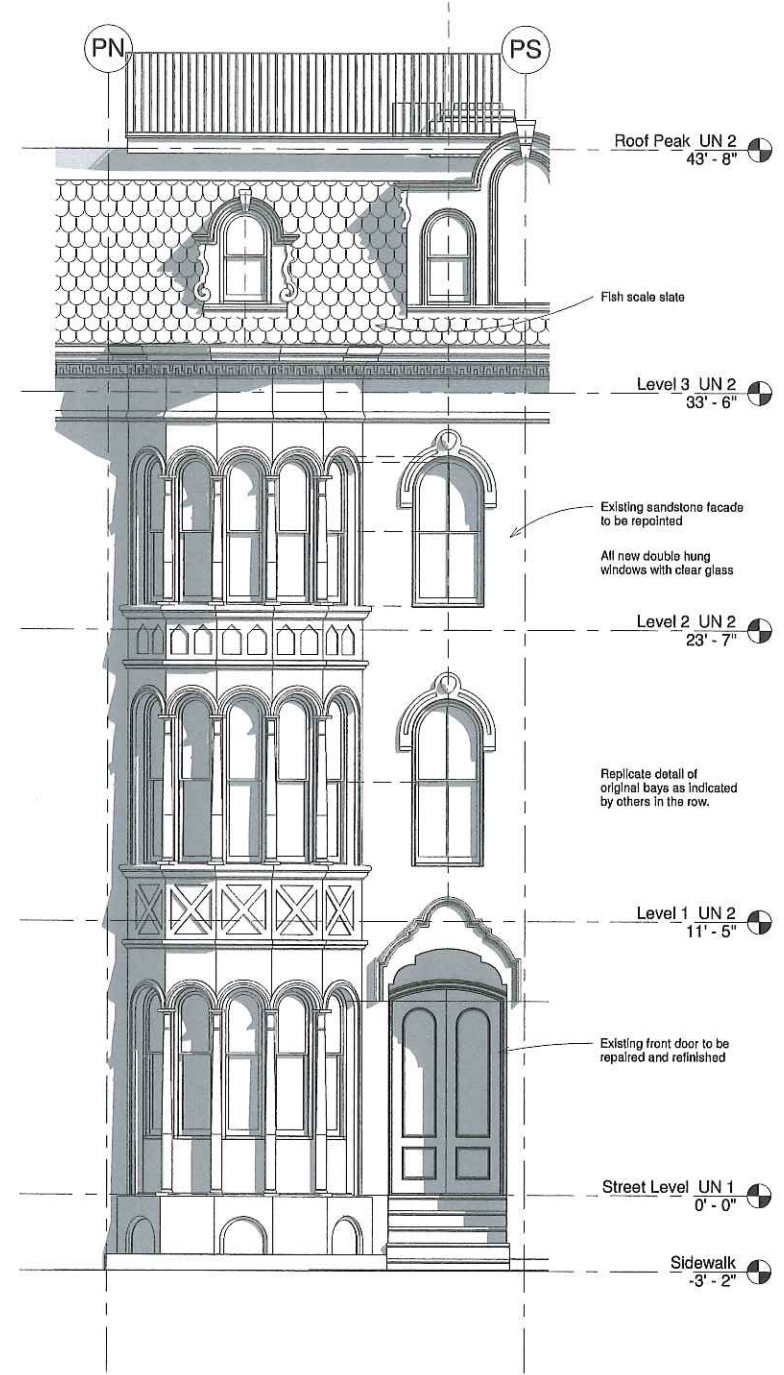 PN
PS
Roof Peak UN 2
43' - 8"
Fish scale slate
Level 3 UN 2
33' - 6"
Existing sandstone facade
to be repointed
All new double hung
windows with clear glass
Level 2 UN 2
23' - 7"
Replicate detail of
original bays as indicated
by others in the row.
Level 1 UN 2
11' - 5"
Existing front door to be
repaired and refinished
Street Level UN 1
0' - 0"
Sidewalk
-3' - 2"